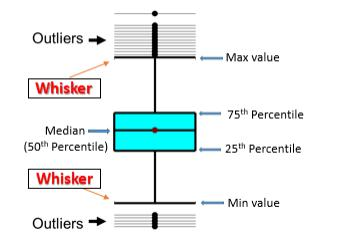 Outliers
Max value
Whisker
75th Percentile
Median
(50th Percentile)
25th Percentile
Whisker
Min value
Outliers